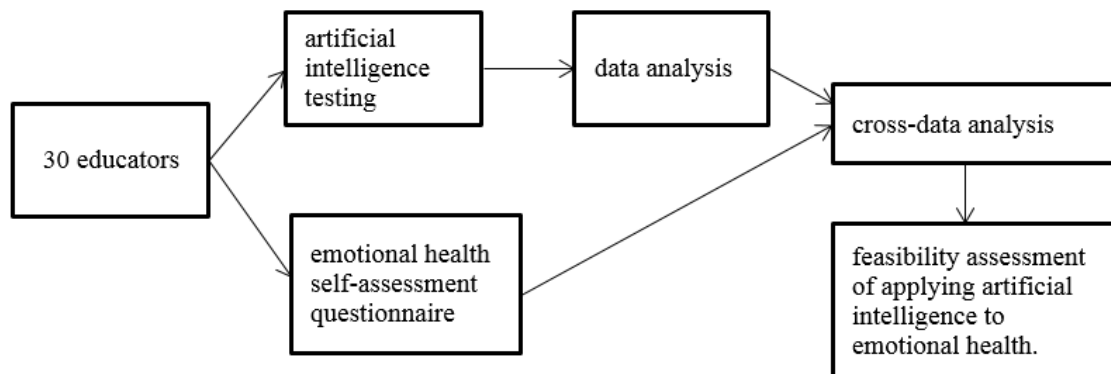 30 educators
artificial
intelligence
testing
data analysis
emotional health
self-assessment
questionnaire
cross-data analysis
feasibility assessment
of applying artificial
intelligence to
emotional health.